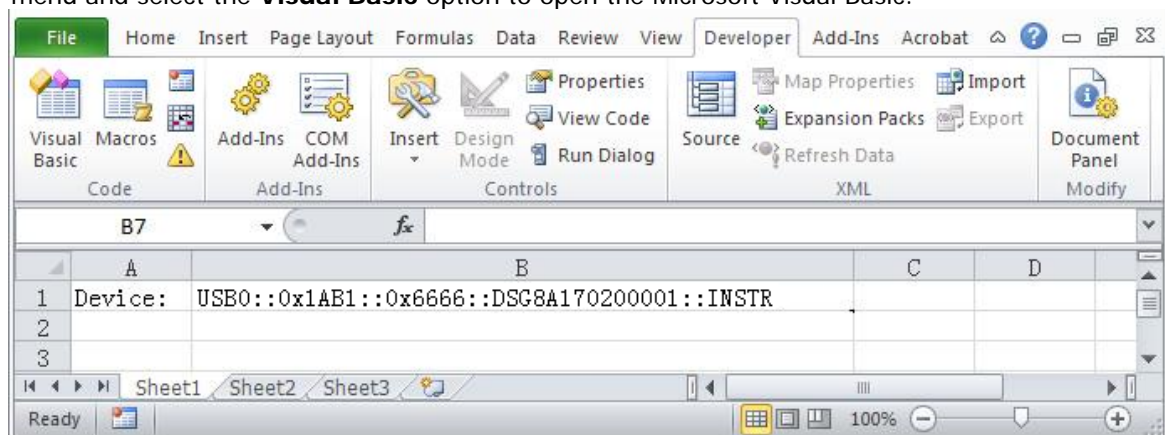 menu and select the Visual Basic option to open the Microsoft Visual Basic.
File Home Insert Page Layout Formulas Data Review View Developer Add-Ins Acrobat
Visual Basic
Macros
Code
Add-Ins
COM Add-Ins
Add-Ins
Insert
Design Mode
Properties
View Code
Run Dialog
Controls
Source
Map Properties
Expansion Packs
Refresh Data
Import
Export
XML
Document Panel
Modify
B7 fx
A B C D
1 Device: USB0::0x1AB1::0x6666::DSG8A170200001::INSTR
2
3
Sheet1 Sheet2 Sheet3
Ready 100%